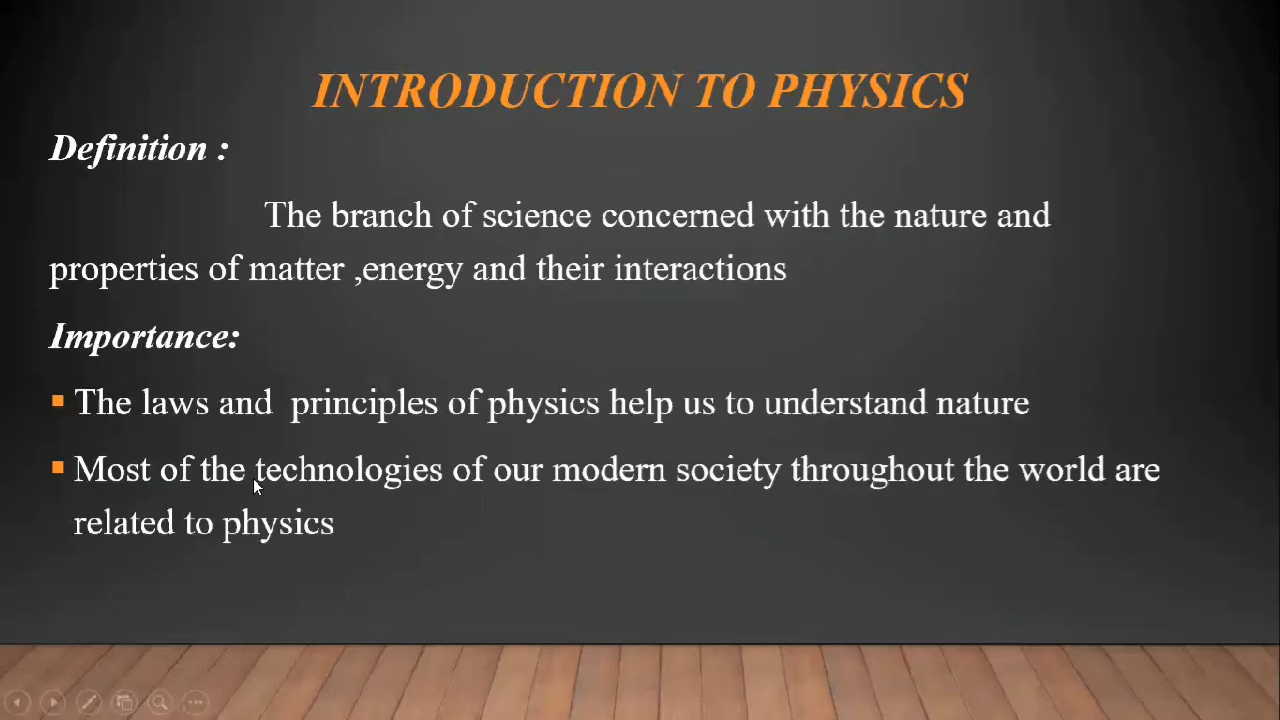 INTRODUCTION TO PHYSICS
Definition :
The branch of science concerned with the nature and
properties of matter ,energy and their interactions
Importance:
The laws and  principles of physics help us to understand nature
Most of the technologies of our modern society throughout the world are
related to physics